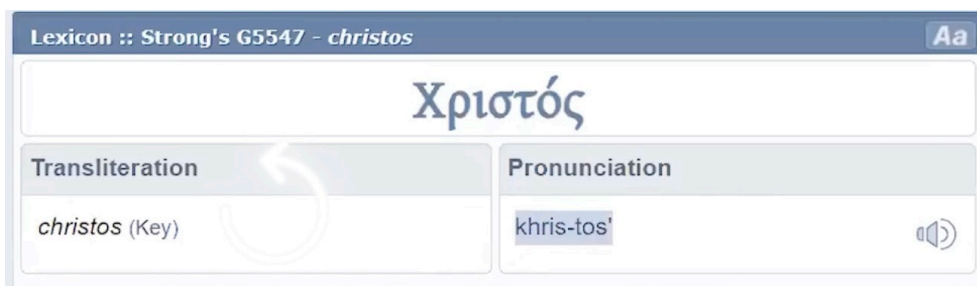 Lexicon :: Strong's G5547 - christos
Aa
Χριστός
Transliteration
Pronunciation
christos (Key)
khris-tos'